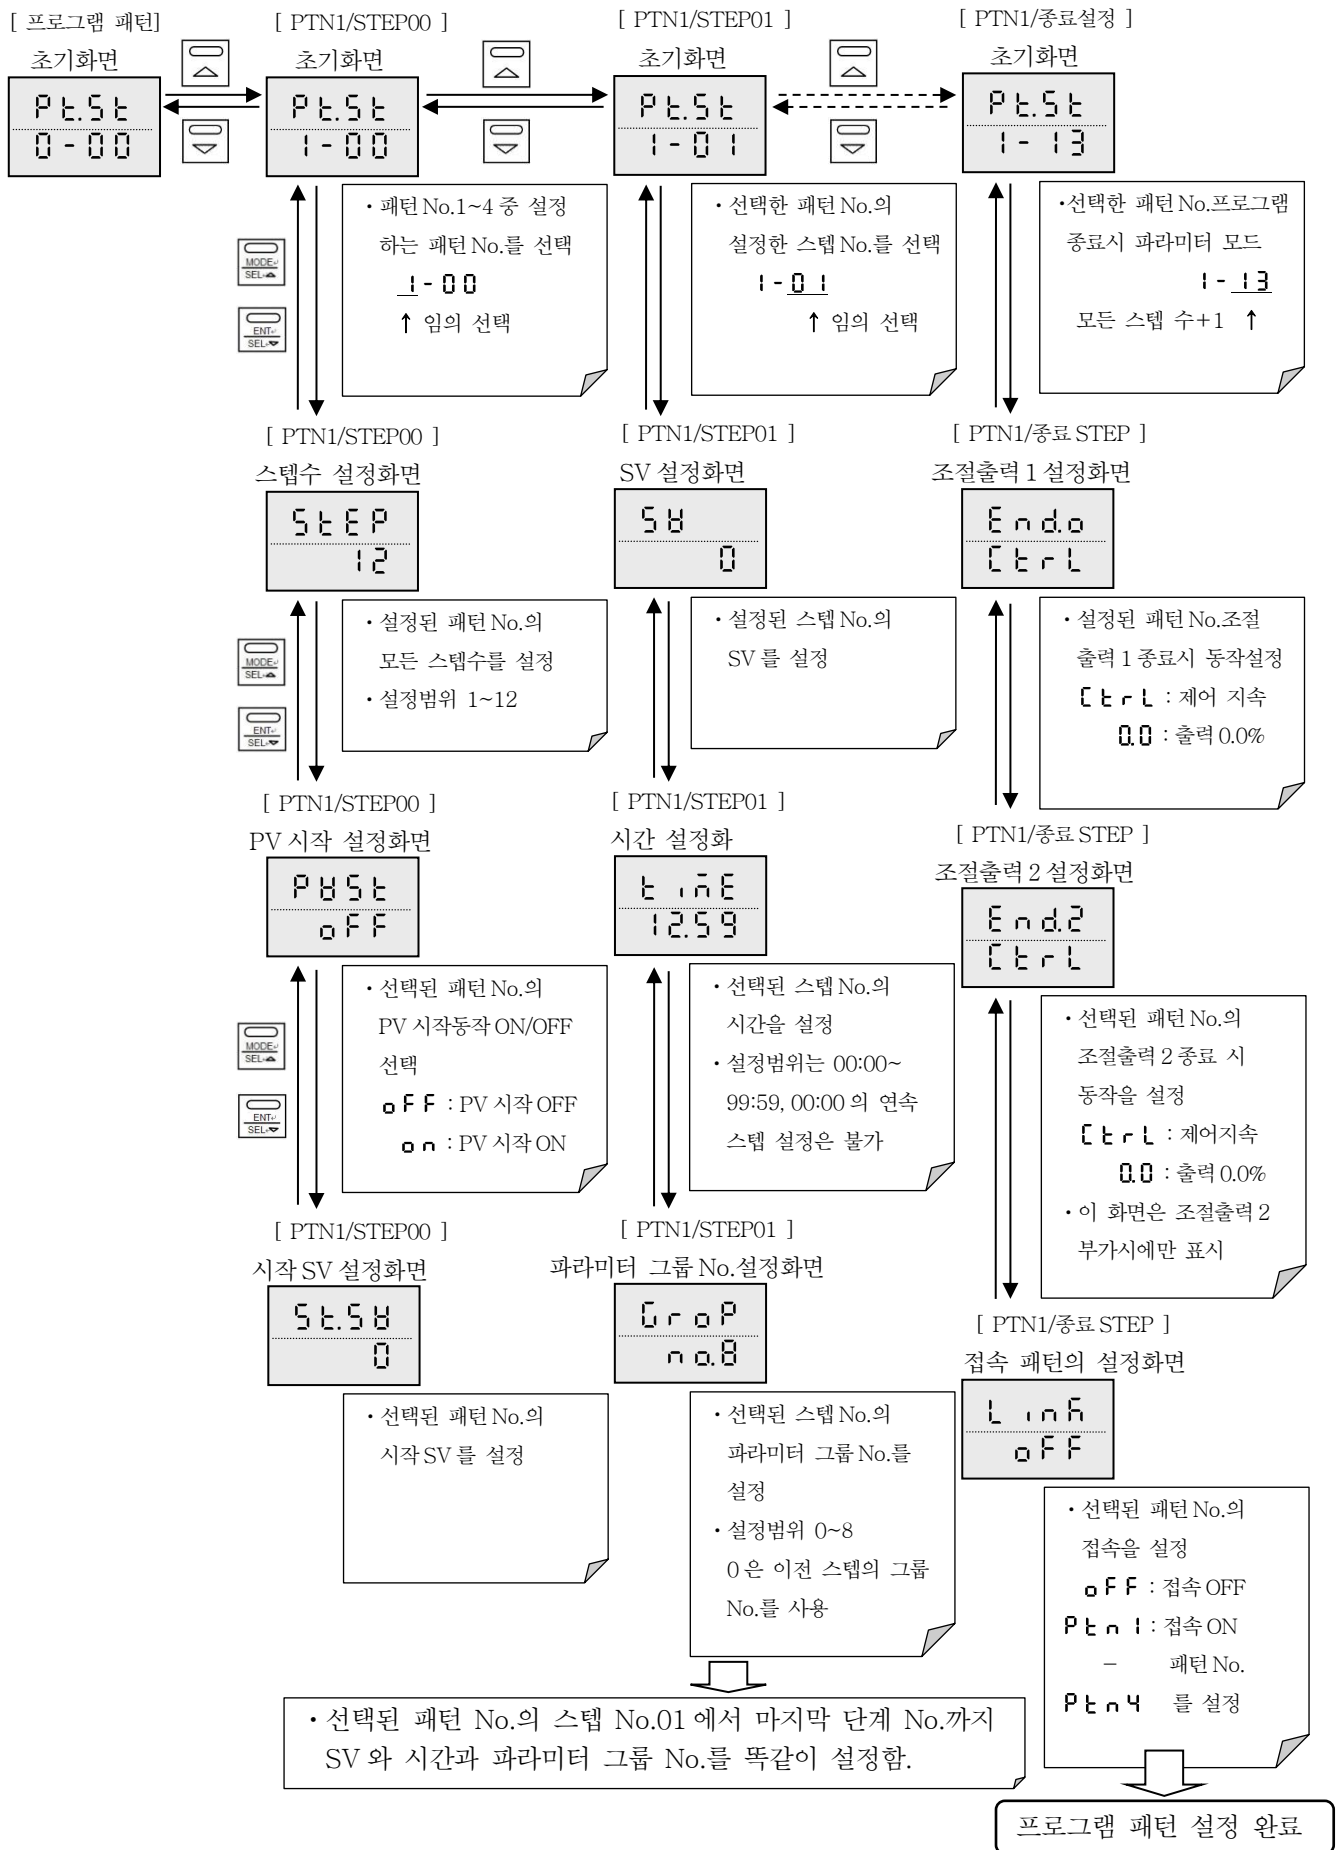 [ 프로그램 패턴]
초기화면
Pt.St
0-00
[ PTN1/STEP00 ]
초기화면
Pt.St
1-00
[ PTN1/STEP01 ]
초기화면
Pt.St
1-01
[ PTN1/종료설정 ]
초기화면
Pt.St
1-13
MODE↵
SEL
ENT↵
SEL
・패턴 No.1~4 중 설정
하는 패턴 No.를 선택
1-00
↑ 임의 선택
・선택한 패턴 No.의
설정한 스텝 No.를 선택
1-01
↑ 임의 선택
・선택한 패턴 No.프로그램
종료시 파라미터 모드
1-13
모든 스텝 수+1 ↑
[ PTN1/STEP00 ]
스텝수 설정화면
StEP
12
[ PTN1/STEP01 ]
SV 설정화면
SV
0
[ PTN1/종료 STEP ]
조절출력 1 설정화면
End.o
CtrL
MODE↵
SEL
ENT↵
SEL
・설정된 패턴 No.의
모든 스텝수를 설정
・설정범위 1~12
・설정된 스텝 No.의
SV 를 설정
・설정된 패턴 No.조절
출력 1 종료시 동작설정
CtrL : 제어 지속
0.0 : 출력 0.0%
[ PTN1/STEP00 ]
PV 시작 설정화면
PVSt
oFF
[ PTN1/STEP01 ]
시간 설정화
timE
12.59
[ PTN1/종료 STEP ]
조절출력 2 설정화면
End.2
CtrL
MODE↵
SEL
ENT↵
SEL
・선택된 패턴 No.의
PV 시작동작 ON/OFF
선택
oFF : PV 시작 OFF
on : PV 시작 ON
・선택된 스텝 No.의
시간을 설정
・설정범위는 00:00~
99:59, 00:00 의 연속
스텝 설정은 불가
・선택된 패턴 No.의
조절출력 2 종료 시
동작을 설정
CtrL : 제어지속
0.0 : 출력 0.0%
・이 화면은 조절출력 2
부가시에만 표시
[ PTN1/STEP00 ]
시작 SV 설정화면
St.SV
0
[ PTN1/STEP01 ]
파라미터 그룹 No.설정화면
GroP
no.8
[ PTN1/종료 STEP ]
접속 패턴의 설정화면
Link
oFF
・선택된 패턴 No.의
시작 SV 를 설정
・선택된 스텝 No.의
파라미터 그룹 No.를
설정
・설정범위 0~8
0 은 이전 스텝의 그룹
No.를 사용
・선택된 패턴 No.의
접속을 설정
oFF : 접속 OFF
Ptn1 : 접속 ON
– 패턴 No.
Ptn4 를 설정
・선택된 패턴 No.의 스텝 No.01 에서 마지막 단계 No.까지
SV 와 시간과 파라미터 그룹 No.를 똑같이 설정함.
프로그램 패턴 설정 완료